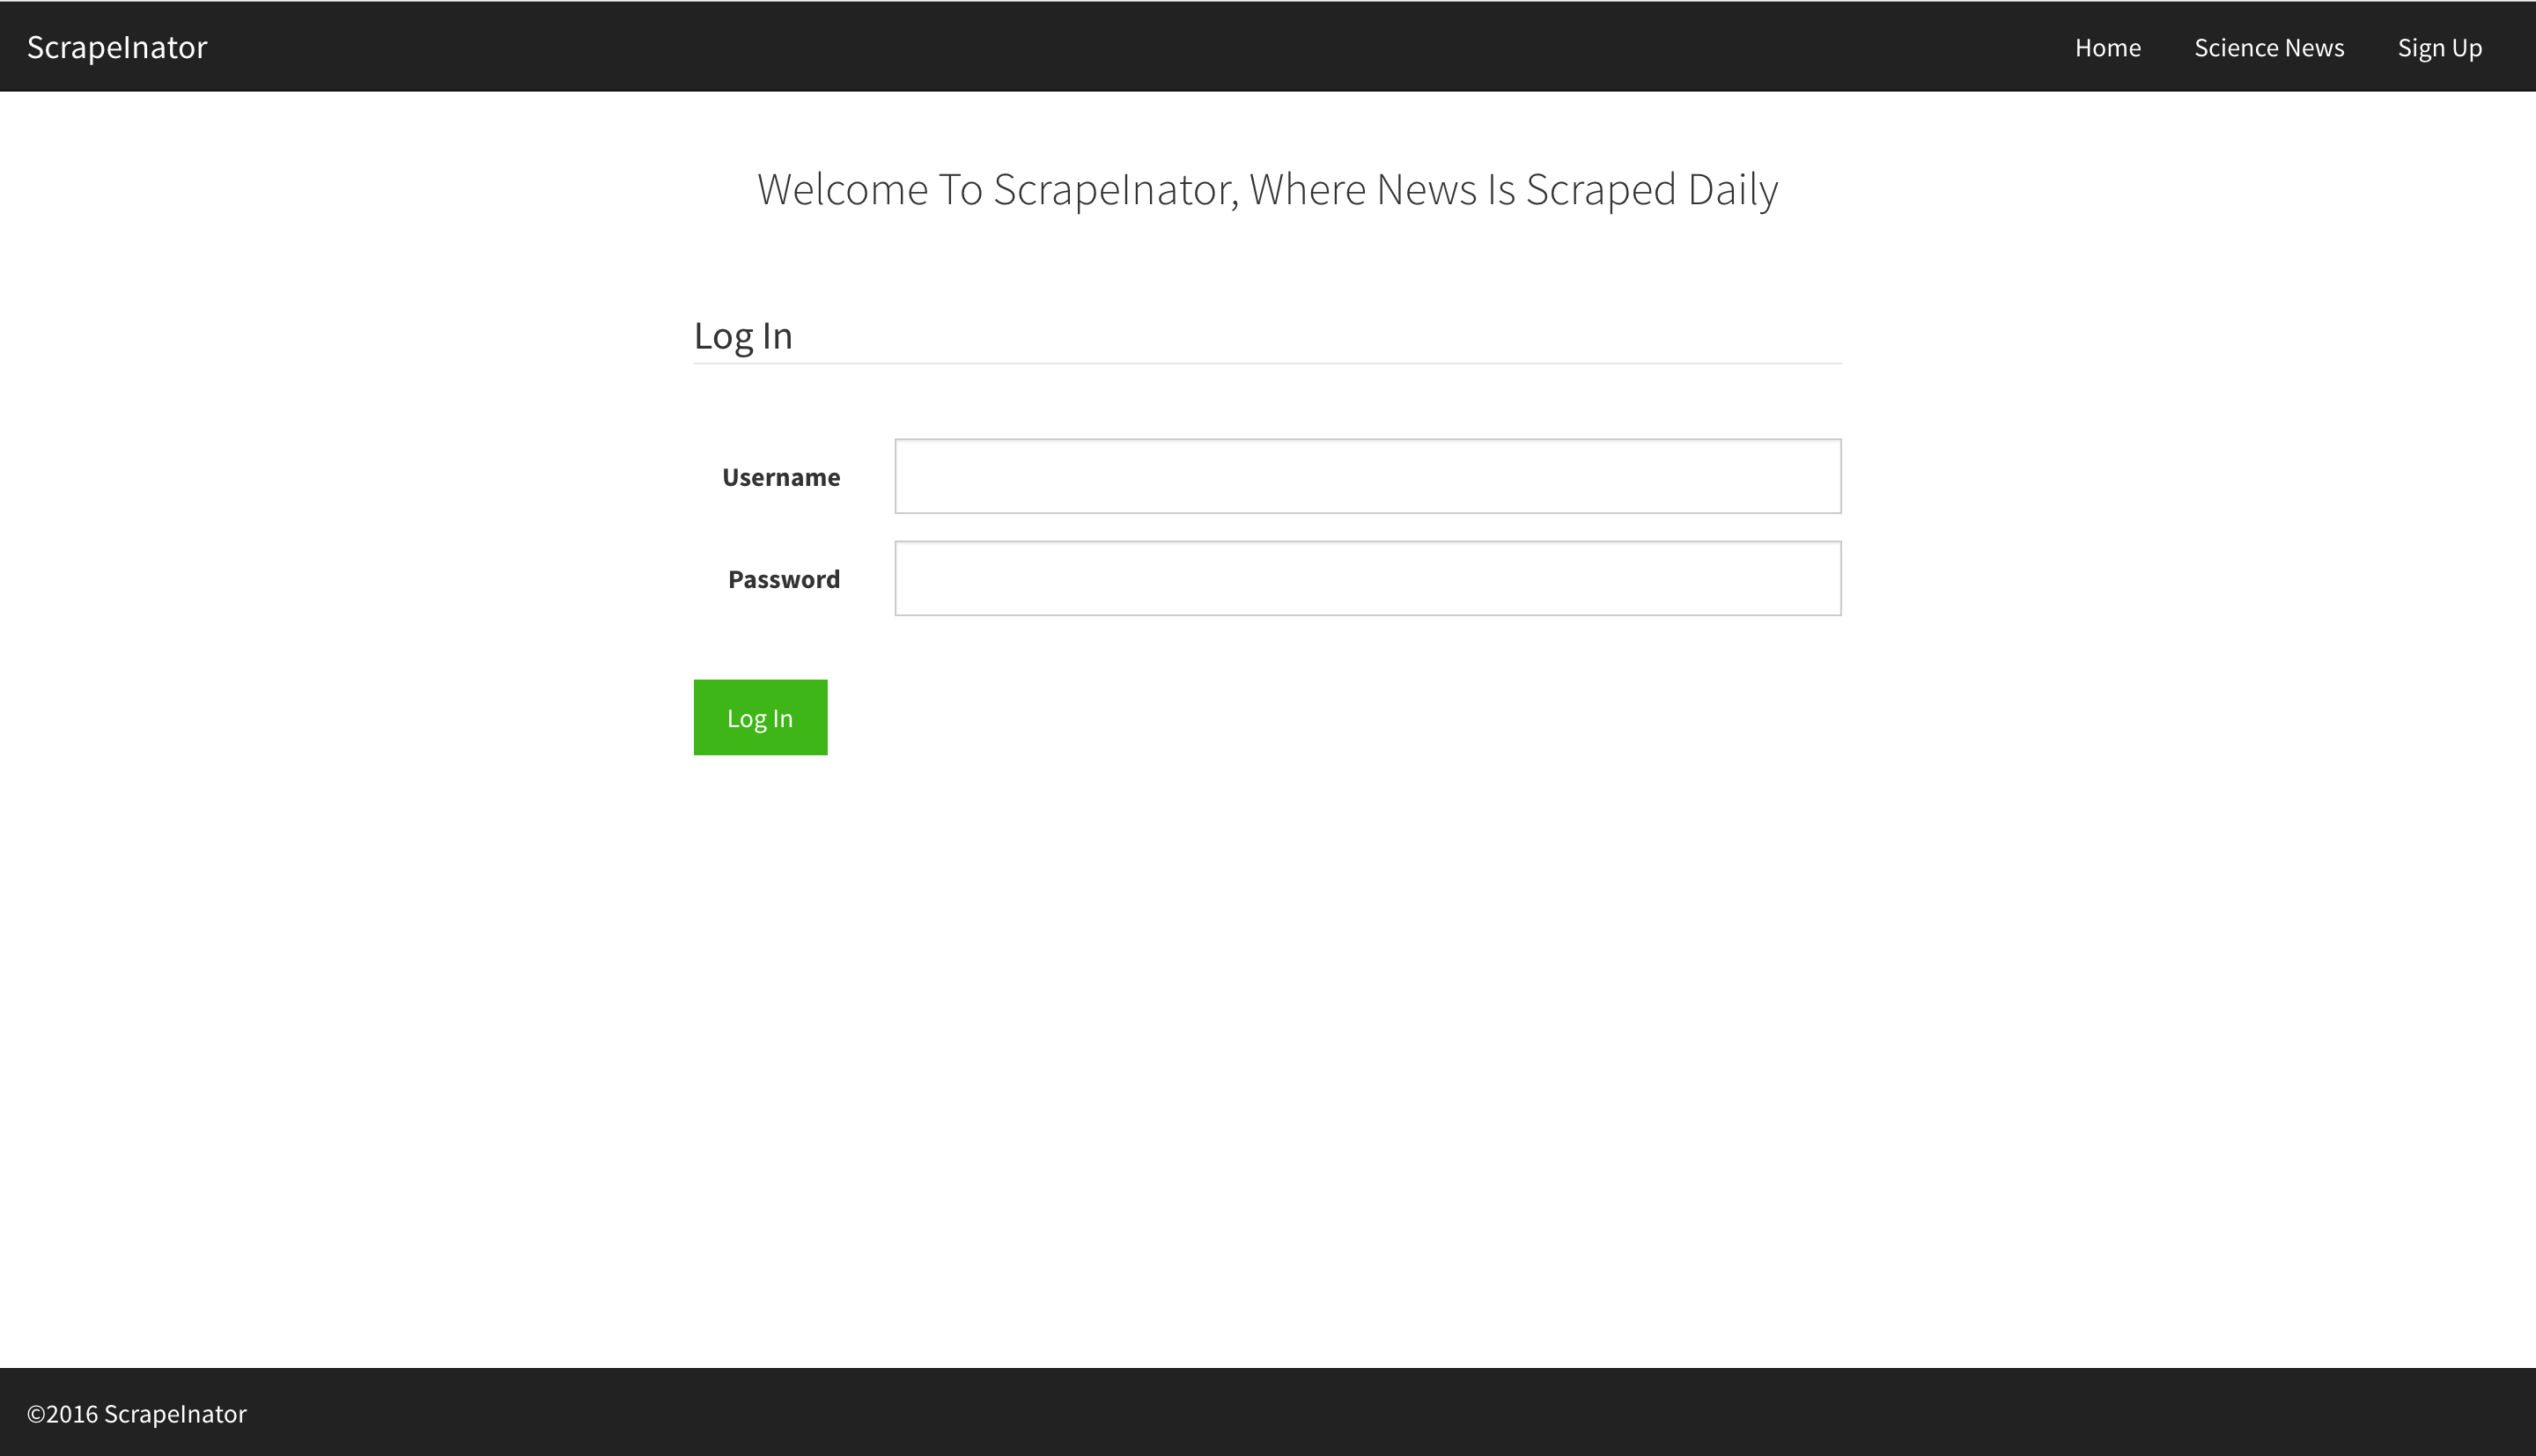 ScrapeInator
Home Science News Sign Up
Welcome To ScrapeInator, Where News Is Scraped Daily
Log In
Username
Password
Log In
©2016 ScrapeInator